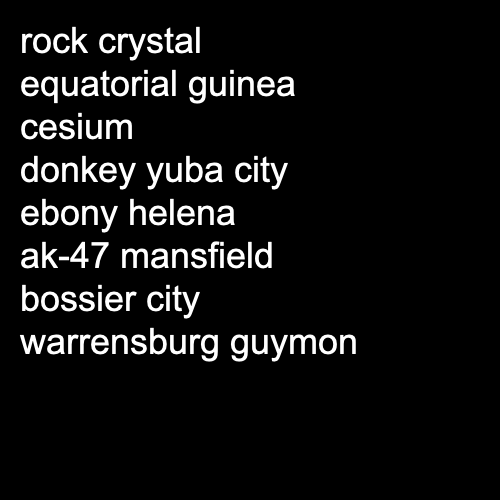 rock crystal
equatorial guinea
cesium
donkey yuba city
ebony helena
ak-47 mansfield
bossier city
warrensburg guymon